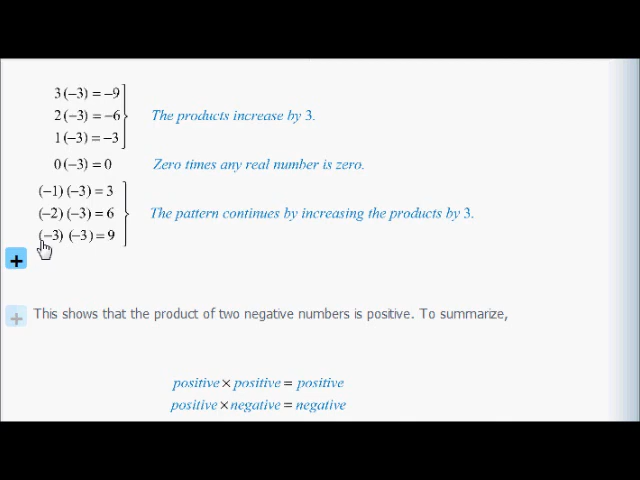 3(−3) = −9
2(−3) = −6
The products increase by 3.
1(−3) = −3
0(−3) = 0
Zero times any real number is zero.
(−1)(−3) = 3
(−2)(−3) = 6
The pattern continues by increasing the products by 3.
(−3) (−3) = 9
+
+ This shows that the product of two negative numbers is positive. To summarize,
positive × positive = positive
positive × negative = negative